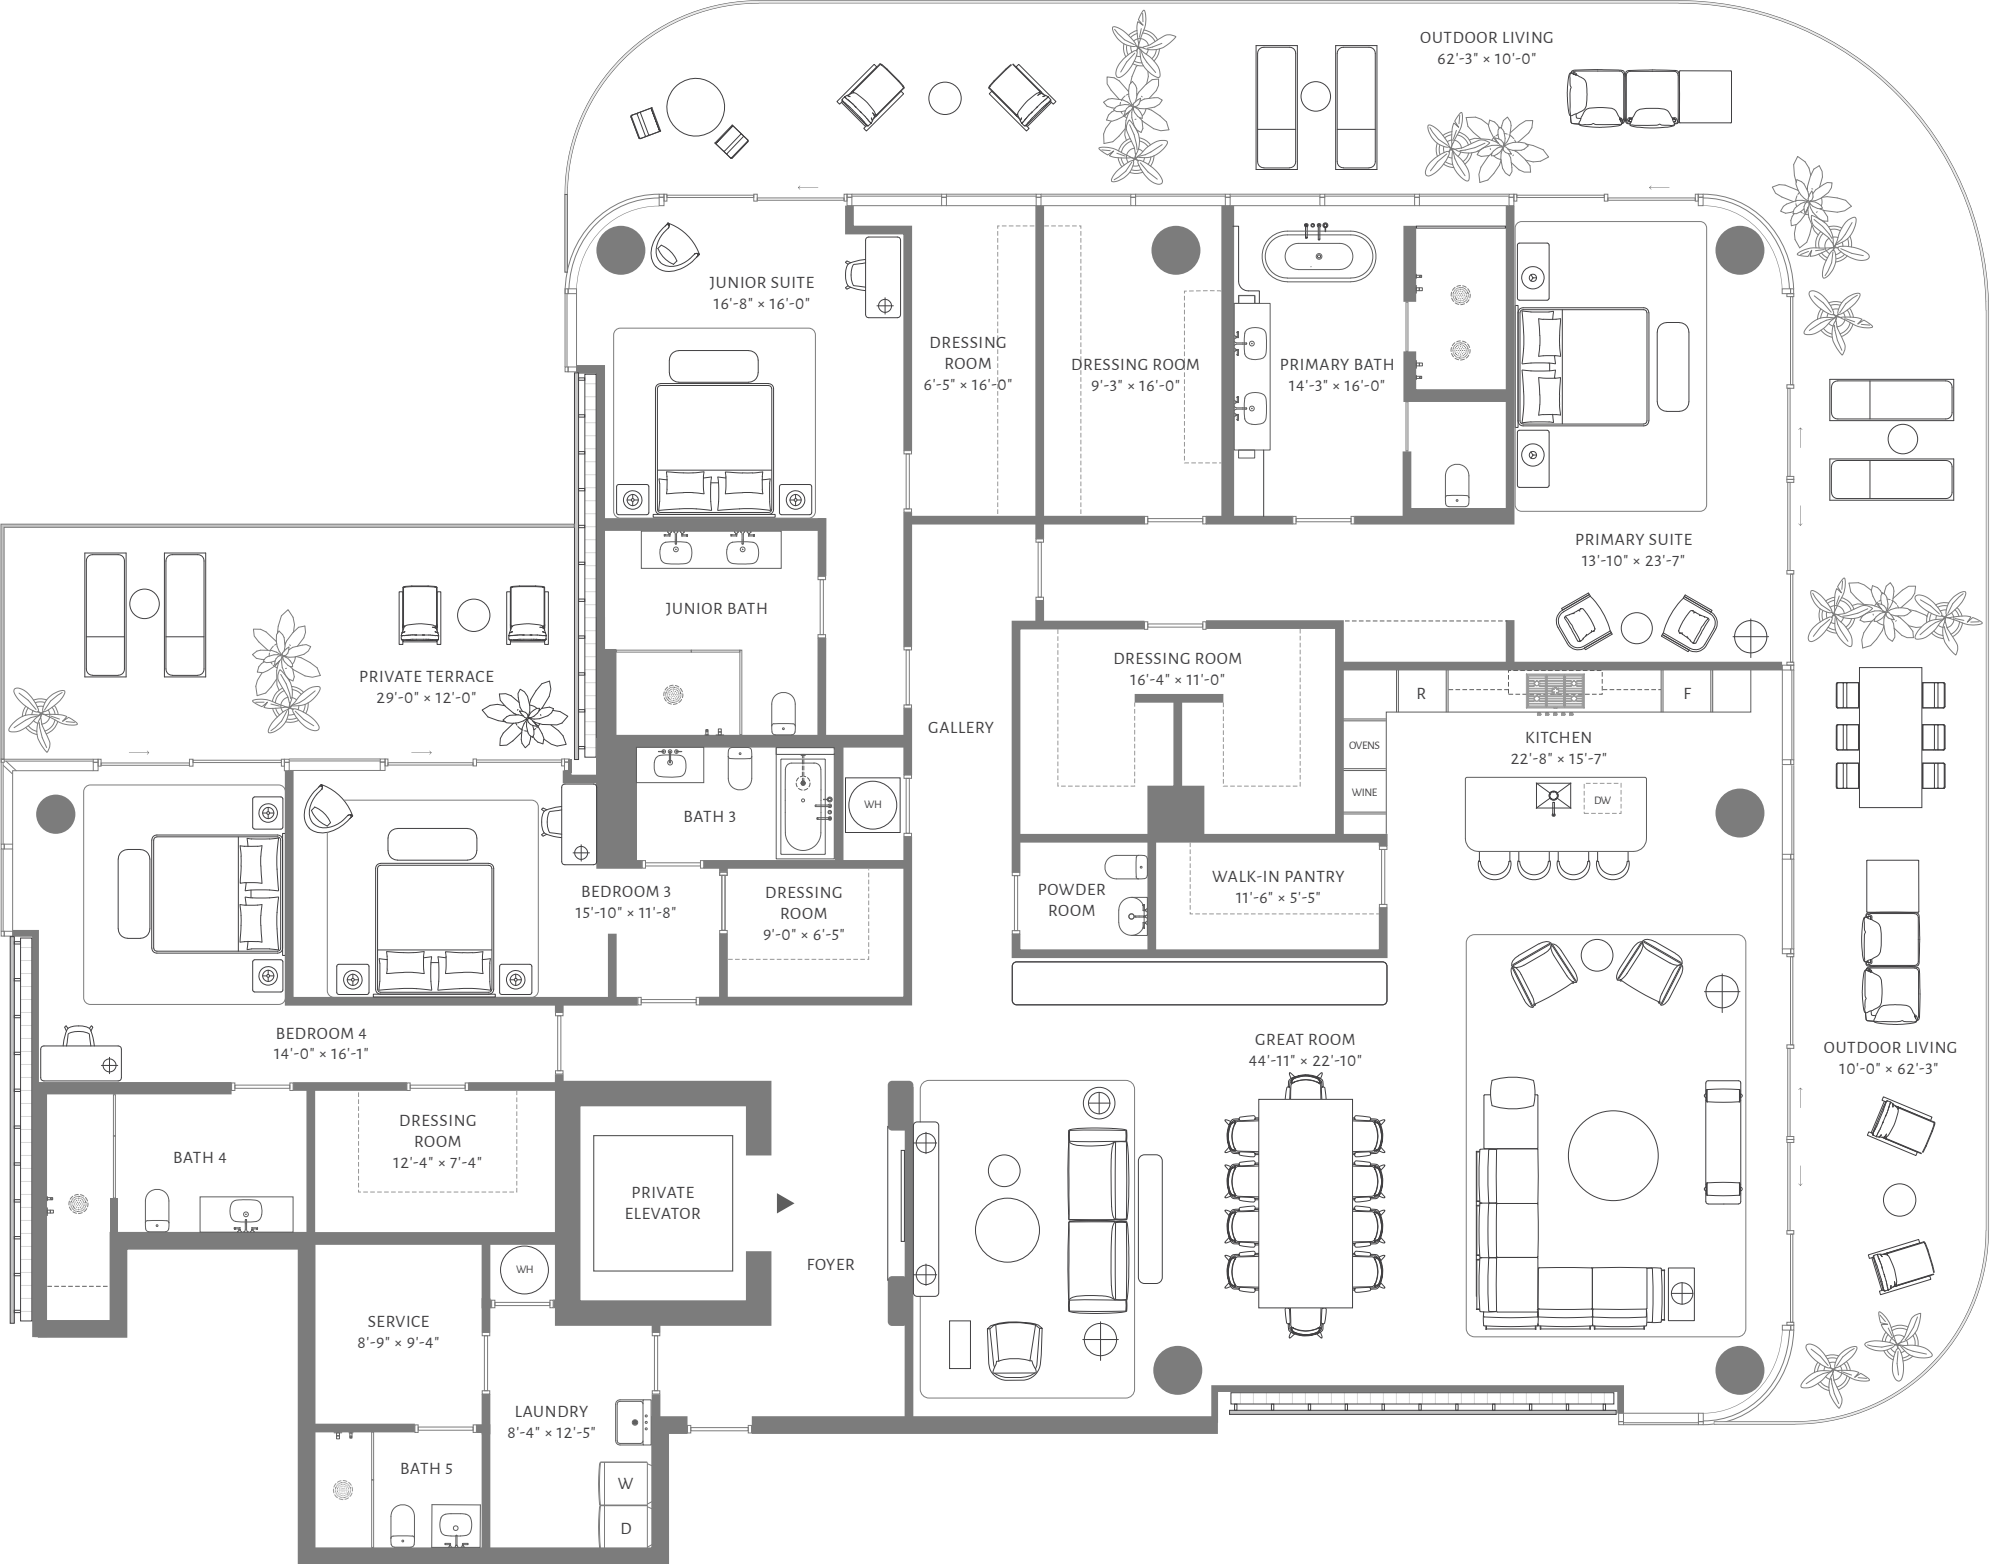 OUTDOOR LIVING
62'-3" × 10'-0"
JUNIOR SUITE
16'-8" × 16'-0"
DRESSING
ROOM
6'-5" × 16'-0"
DRESSING ROOM
9'-3" × 16'-0"
PRIMARY BATH
14'-3" × 16'-0"
PRIMARY SUITE
13'-10" × 23'-7"
JUNIOR BATH
PRIVATE TERRACE
29'-0" × 12'-0"
DRESSING ROOM
16'-4" × 11'-0"
GALLERY
R
F
KITCHEN
22'-8" × 15'-7"
OVENS
WINE
DW
BATH 3
WH
BEDROOM 3
15'-10" × 11'-8"
DRESSING
ROOM
9'-0" × 6'-5"
POWDER
ROOM
WALK-IN PANTRY
11'-6" × 5'-5"
BEDROOM 4
14'-0" × 16'-1"
GREAT ROOM
44'-11" × 22'-10"
OUTDOOR LIVING
10'-0" × 62'-3"
BATH 4
DRESSING
ROOM
12'-4" × 7'-4"
PRIVATE
ELEVATOR
FOYER
WH
SERVICE
8'-9" × 9'-4"
LAUNDRY
8'-4" × 12'-5"
BATH 5
W
D